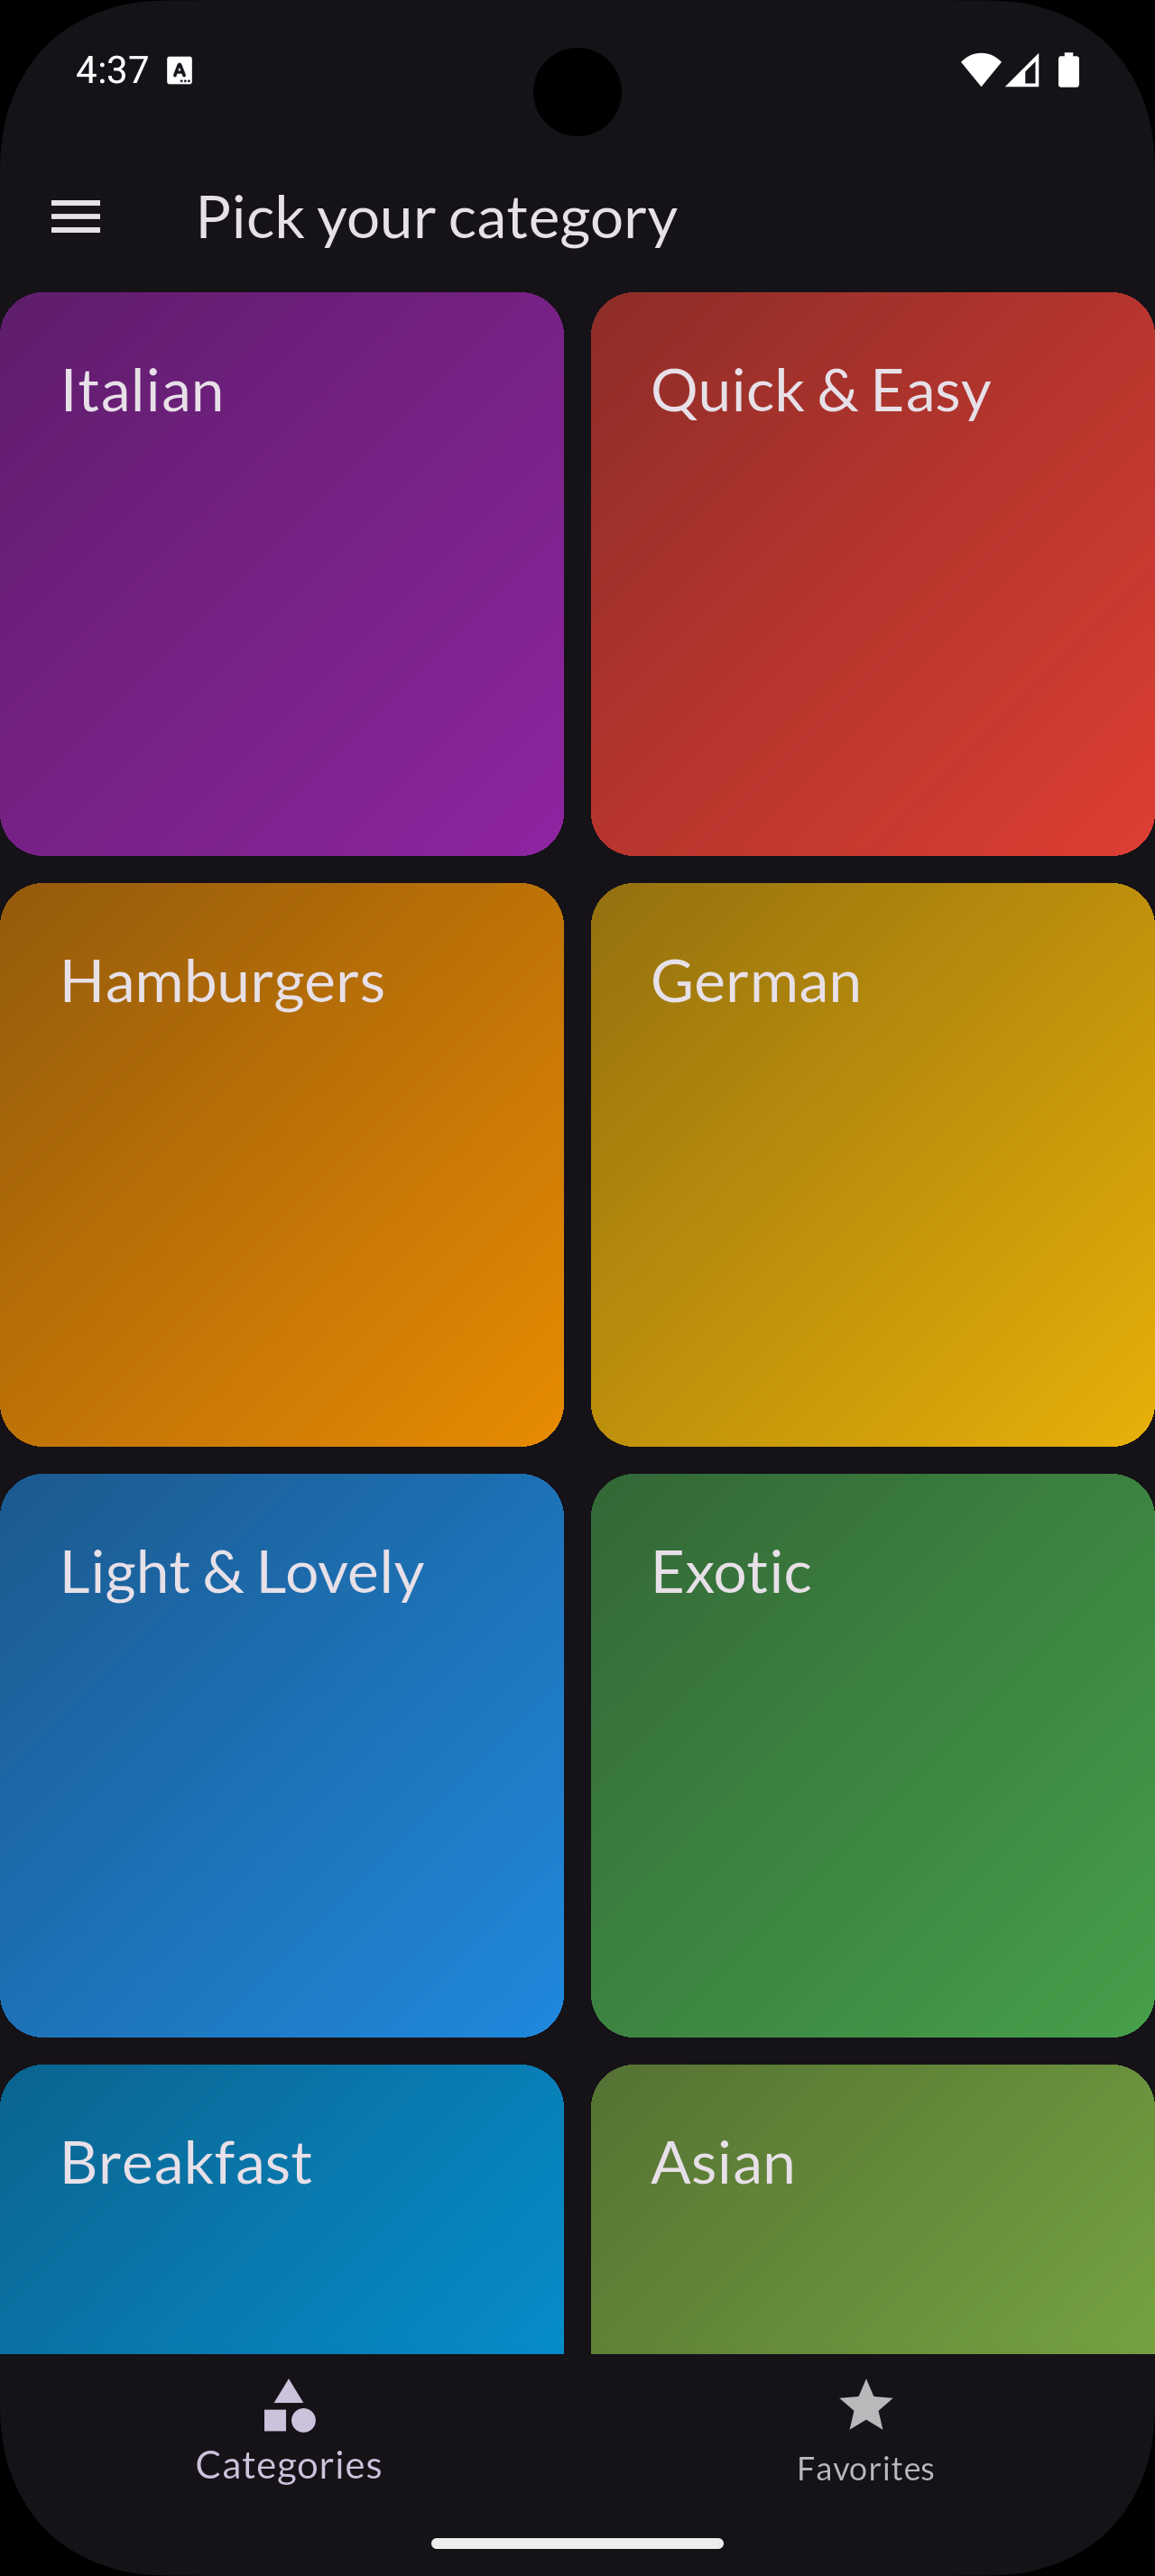 4:37
Pick your category
Italian
Quick & Easy
Hamburgers
German
Light & Lovely
Exotic
Breakfast
Asian
Categories
Favorites